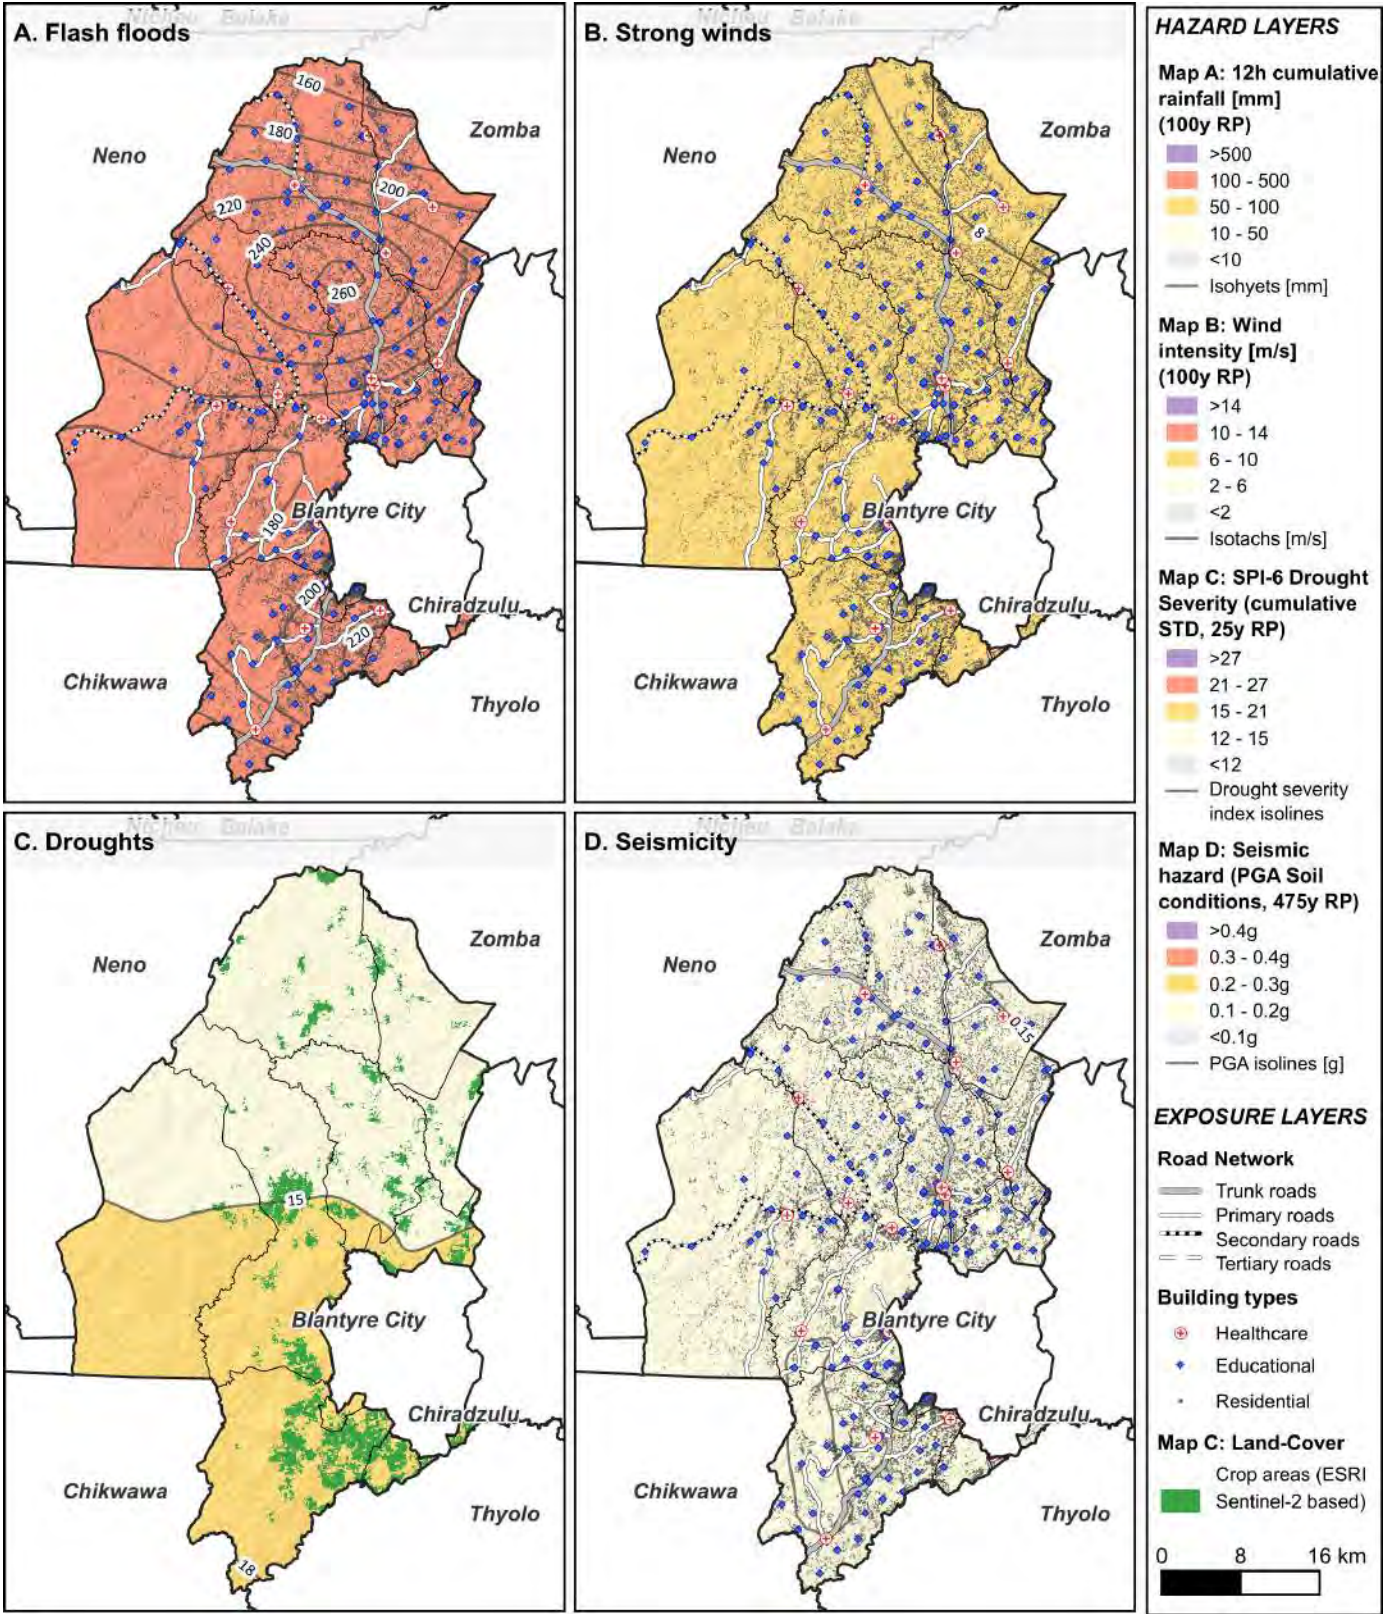 Ntcheu Balaka
A. Flash floods
160
Zomba
180
Neno
200
220
240
260
Blantyre City
180
200
Chiradzulu
220
Chikwawa
Thyolo
Ntcheu Balaka
B. Strong winds
Zomba
Neno
8
Blantyre City
Chiradzulu
Chikwawa
Thyolo
Ntcheu Balaka
C. Droughts
Zomba
Neno
15
Blantyre City
Chiradzulu
Chikwawa
Thyolo
18
Ntcheu Balaka
D. Seismicity
Zomba
Neno
0.15
Blantyre City
Chiradzulu
Chikwawa
Thyolo
HAZARD LAYERS
Map A: 12h cumulative
rainfall [mm]
(100y RP)
>500
100 - 500
50 - 100
10 - 50
<10
Isohyets [mm]
Map B: Wind
intensity [m/s]
(100y RP)
>14
10 - 14
6 - 10
2 - 6
<2
Isotachs [m/s]
Map C: SPI-6 Drought
Severity (cumulative
STD, 25y RP)
>27
21 - 27
15 - 21
12 - 15
<12
Drought severity
index isolines
Map D: Seismic
hazard (PGA Soil
conditions, 475y RP)
>0.4g
0.3 - 0.4g
0.2 - 0.3g
0.1 - 0.2g
<0.1g
PGA isolines [g]
EXPOSURE LAYERS
Road Network
Trunk roads
Primary roads
Secondary roads
Tertiary roads
Building types
Healthcare
Educational
Residential
Map C: Land-Cover
Crop areas (ESRI
Sentinel-2 based)
0 8 16 km